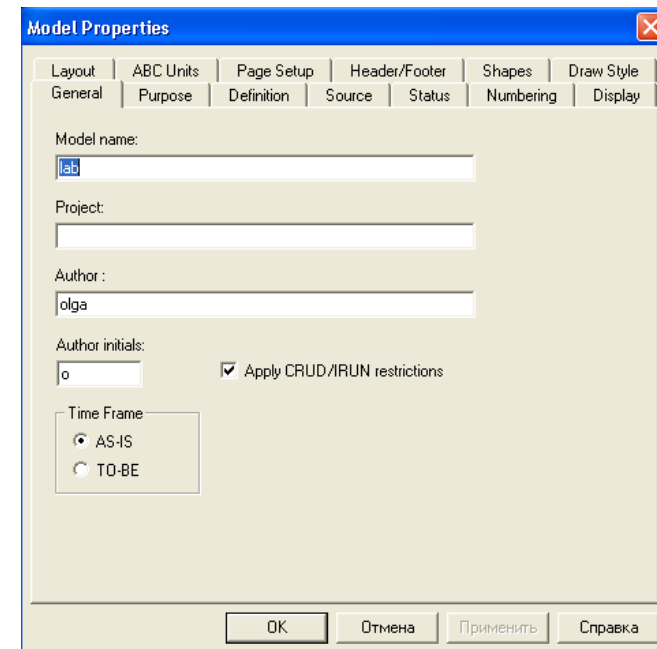 Model Properties
Layout ABC Units Page Setup Header/Footer Shapes Draw Style
General Purpose Definition Source Status Numbering Display
Model name:
lab
Project:
Author :
olga
Author initials:
o
Apply CRUD/IRUN restrictions
Time Frame
AS-IS
TO-BE
OK Отмена Применить Справка